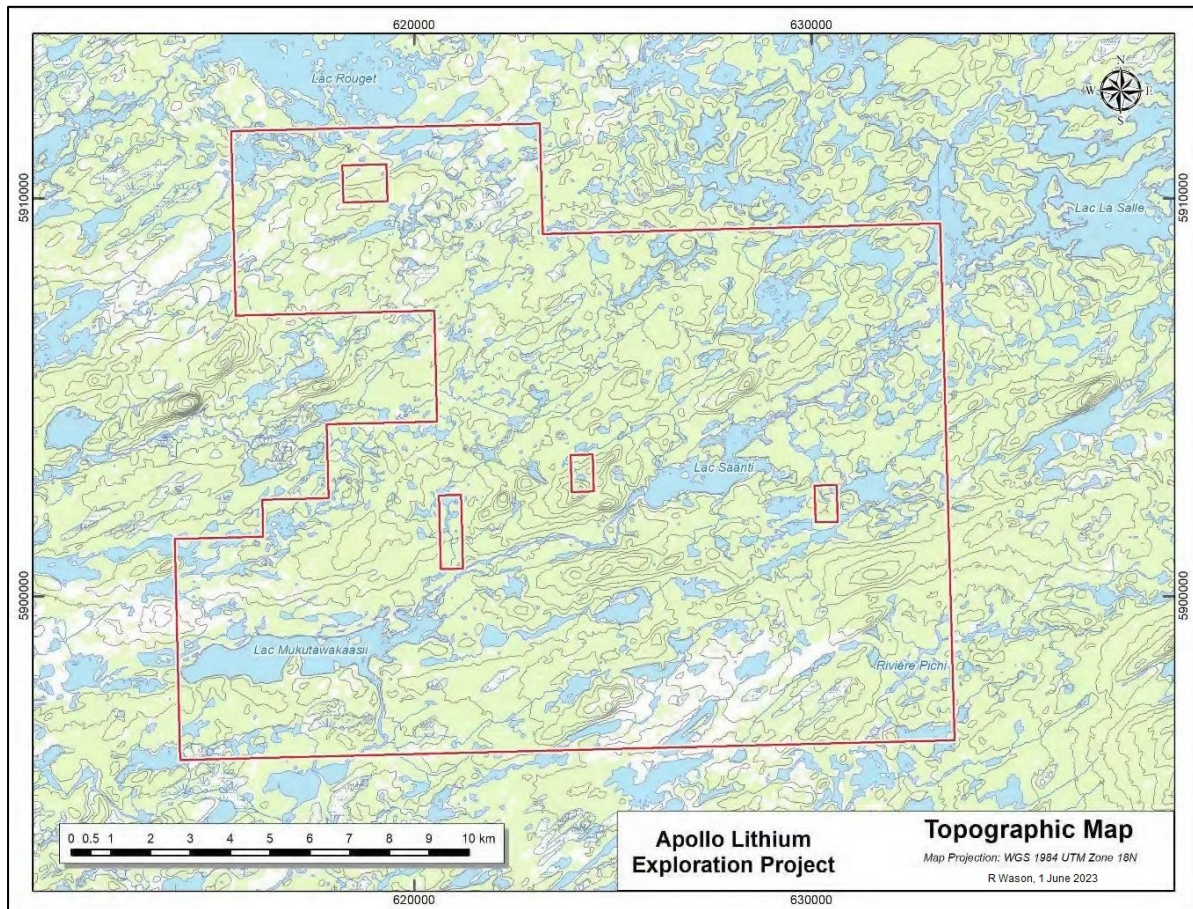 620000
630000
Lac Rouget
N
W
E
S
5910000
5910000
Lac La Salle
Lac Saanti
5900000
5900000
Lac Mukutawakaasii
Rivière Pichi
0 0.5 1 2 3 4 5 6 7 8 9 10 km
Apollo Lithium
Exploration Project
Topographic Map
Map Projection: WGS 1984 UTM Zone 18N
R Wason, 1 June 2023
620000
630000